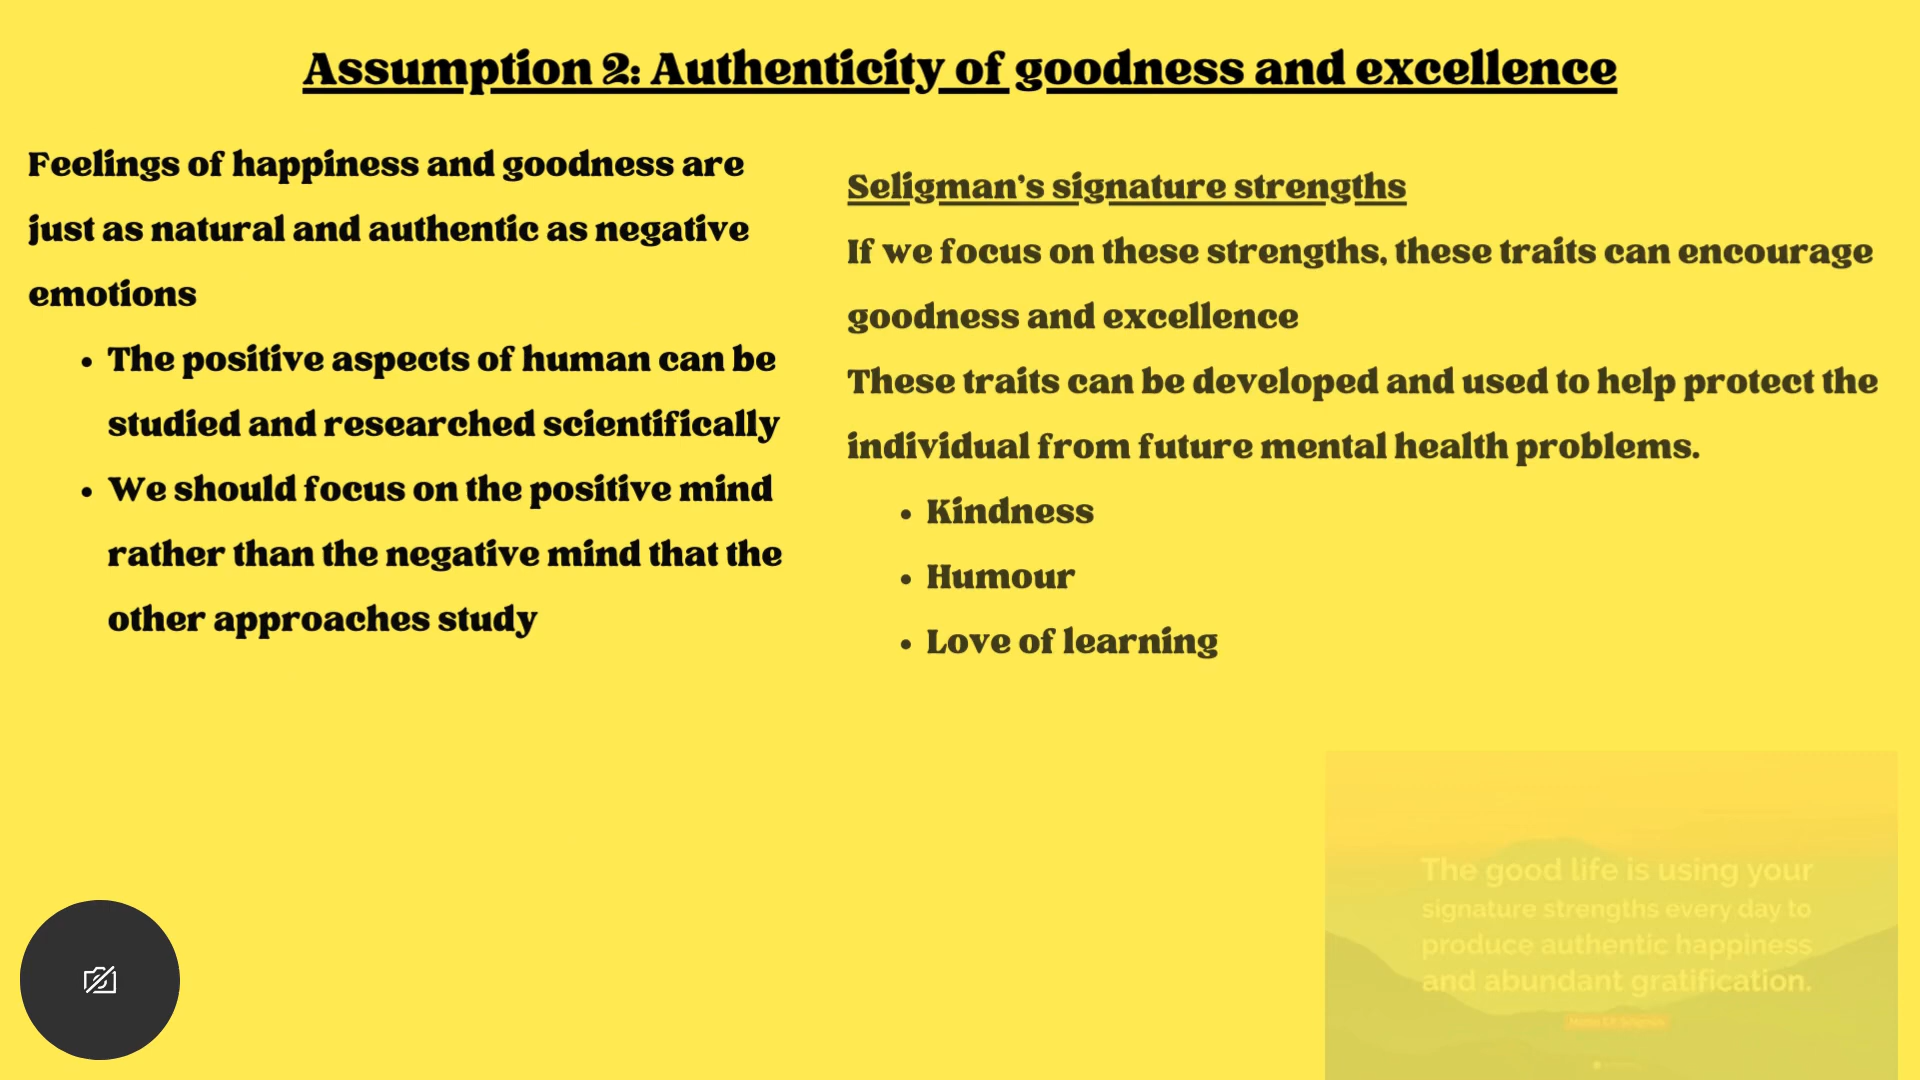 Assumption 2: Authenticity of goodness and excellence
Feelings of happiness and goodness are
just as natural and authentic as negative
emotions
• The positive aspects of human can be
studied and researched scientifically
• We should focus on the positive mind
rather than the negative mind that the
other approaches study
Seligman's signature strengths
If we focus on these strengths, these traits can encourage
goodness and excellence
These traits can be developed and used to help protect the
individual from future mental health problems.
• Kindness
• Humour
• Love of learning
The good life is using your
signature strengths every day to
produce authentic happiness
and abundant gratification.